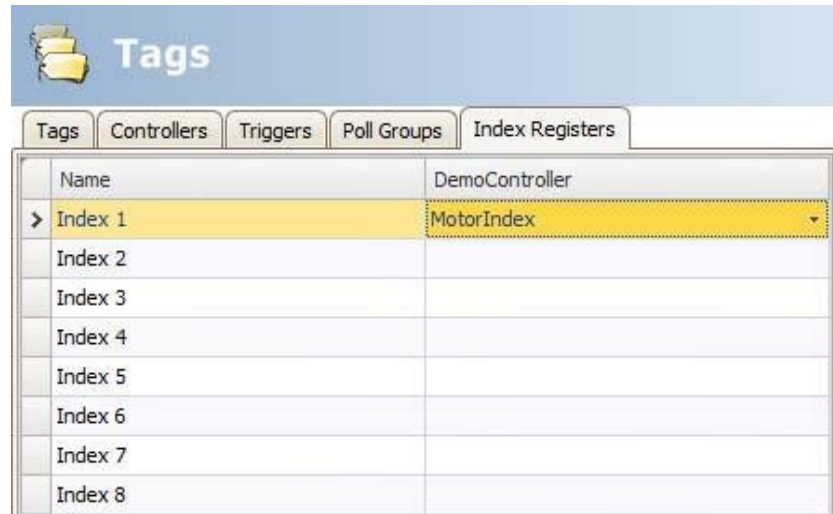 Tags
Tags Controllers Triggers Poll Groups Index Registers
Name DemoController
Index 1 MotorIndex
Index 2
Index 3
Index 4
Index 5
Index 6
Index 7
Index 8